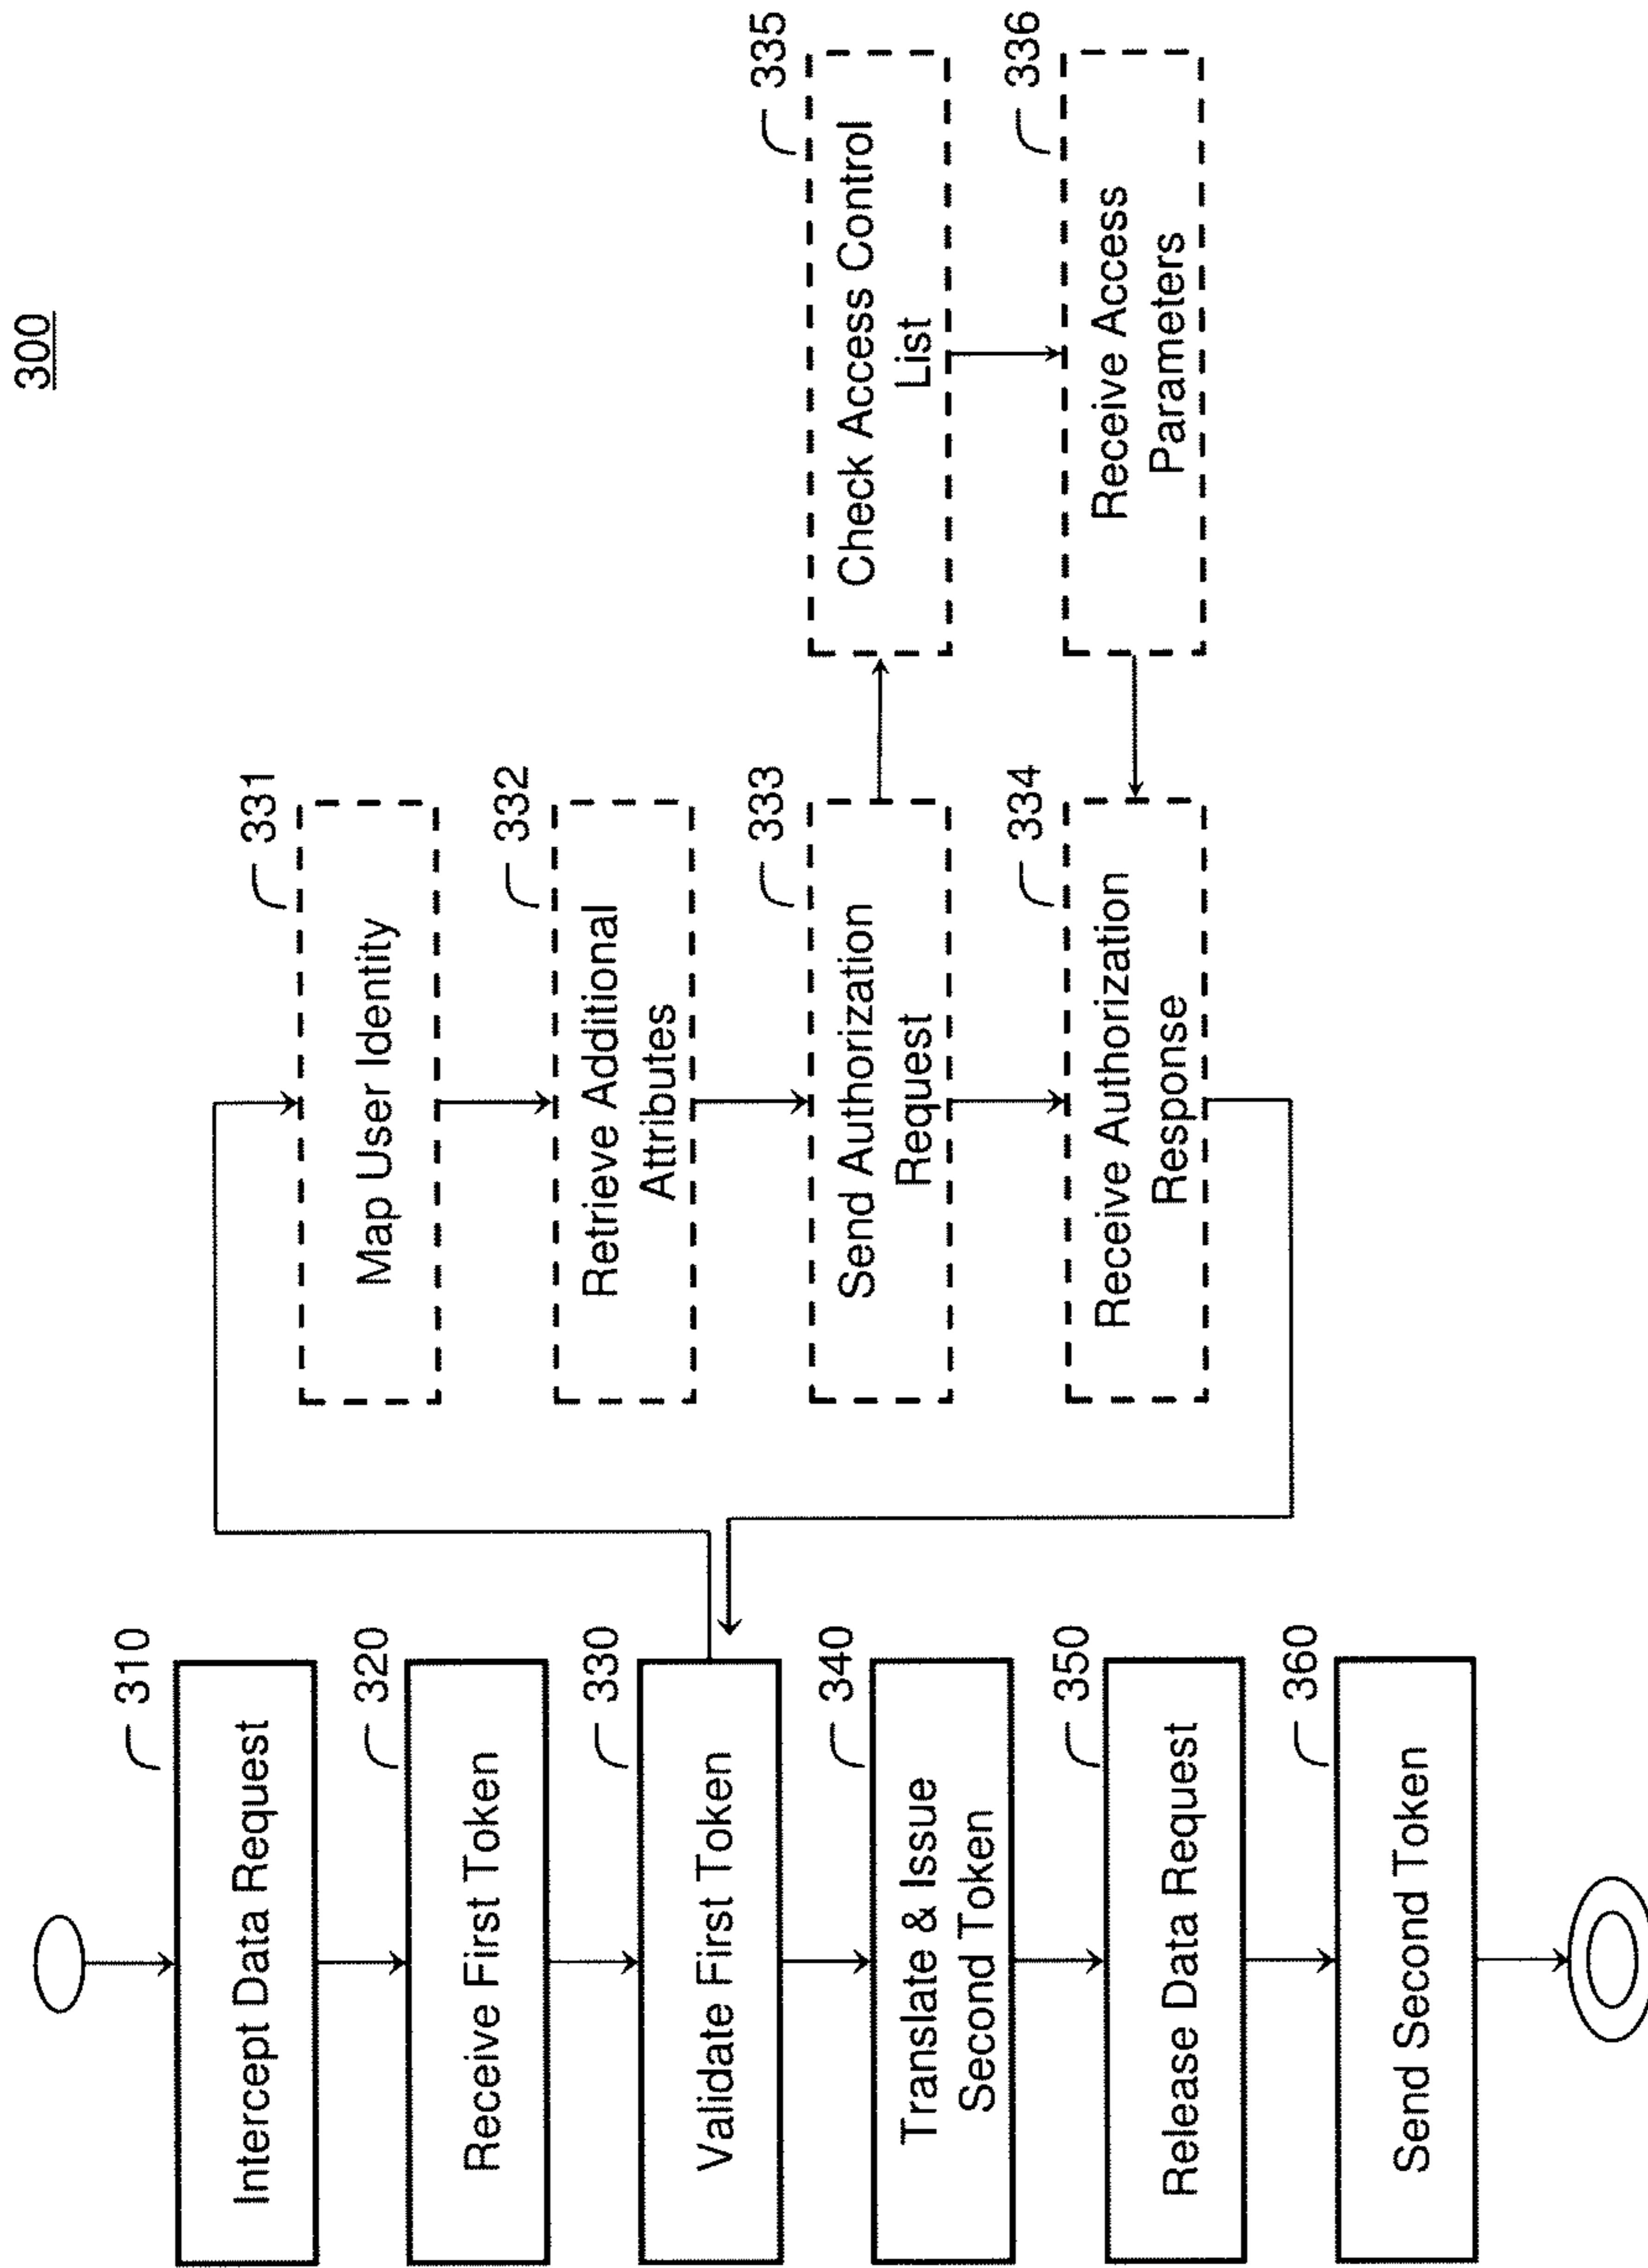 300
310
Intercept Data Request
320
Receive First Token
330
Validate First Token
340
Translate & Issue
Second Token
350
Release Data Request
360
Send Second Token
331
Map User Identity
332
Retrieve Additional
Attributes
333
Send Authorization
Request
334
Receive Authorization
Response
335
Check Access Control
List
336
Receive Access
Parameters